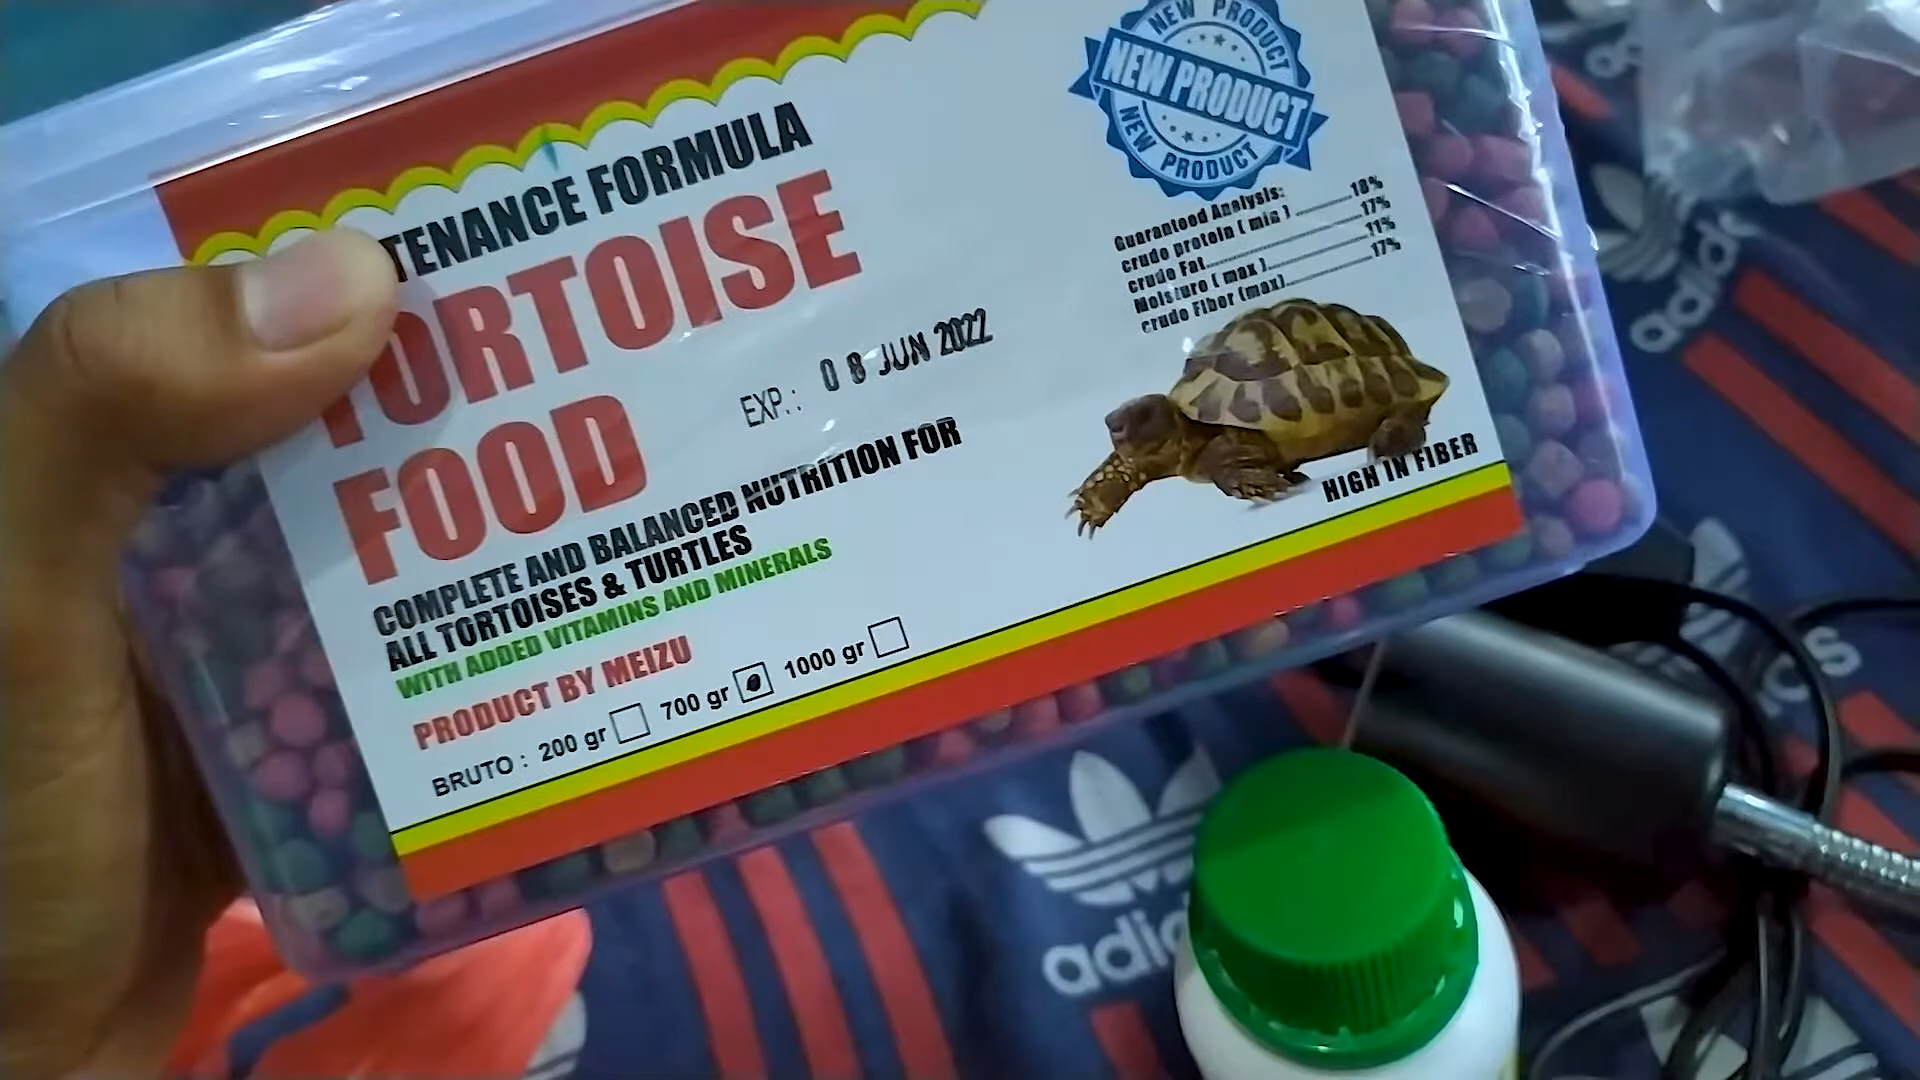 TENANCE FORMULA
TORTOISE
FOOD
EXP.: 08 JUN 2022
COMPLETE AND BALANCED NUTRITION FOR
ALL TORTOISES & TURTLES
WITH ADDED VITAMINS AND MINERALS
PRODUCT BY MEIZU
BRUTO : 200 gr 700 gr 1000 gr
NEW PRODUCT
NEW PRODUCT
NEW PRODUCT
Guaranteed Analysis:
crude protein ( min ) 18%
crude Fat 17%
Moisture ( max ) 11%
crude Fiber (max) 17%
HIGH IN FIBER
adidas
adidas